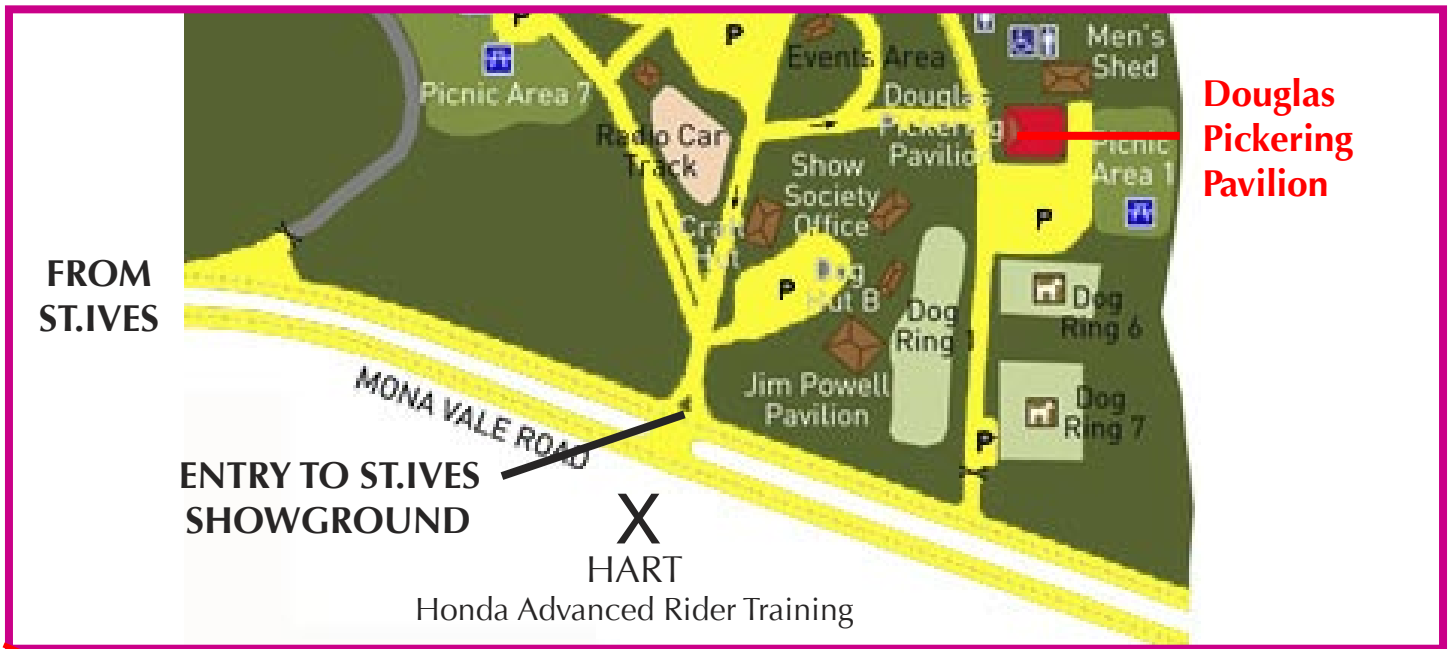 P
P
Men's
Shed
Events Area
Picnic Area 7
Douglas
Pickering
Pavilion
Douglas
Pickering
Pavilion
Radio Car
Track
Picnic
Area 1
Show
Society
Office
P
Craft
Hut
FROM
ST.IVES
P
Dog
Hut B
Dog
Ring 1
Dog
Ring 6
MONA VALE ROAD
Jim Powell
Pavilion
Dog
Ring 7
P
ENTRY TO ST.IVES
SHOWGROUND
X
HART
Honda Advanced Rider Training